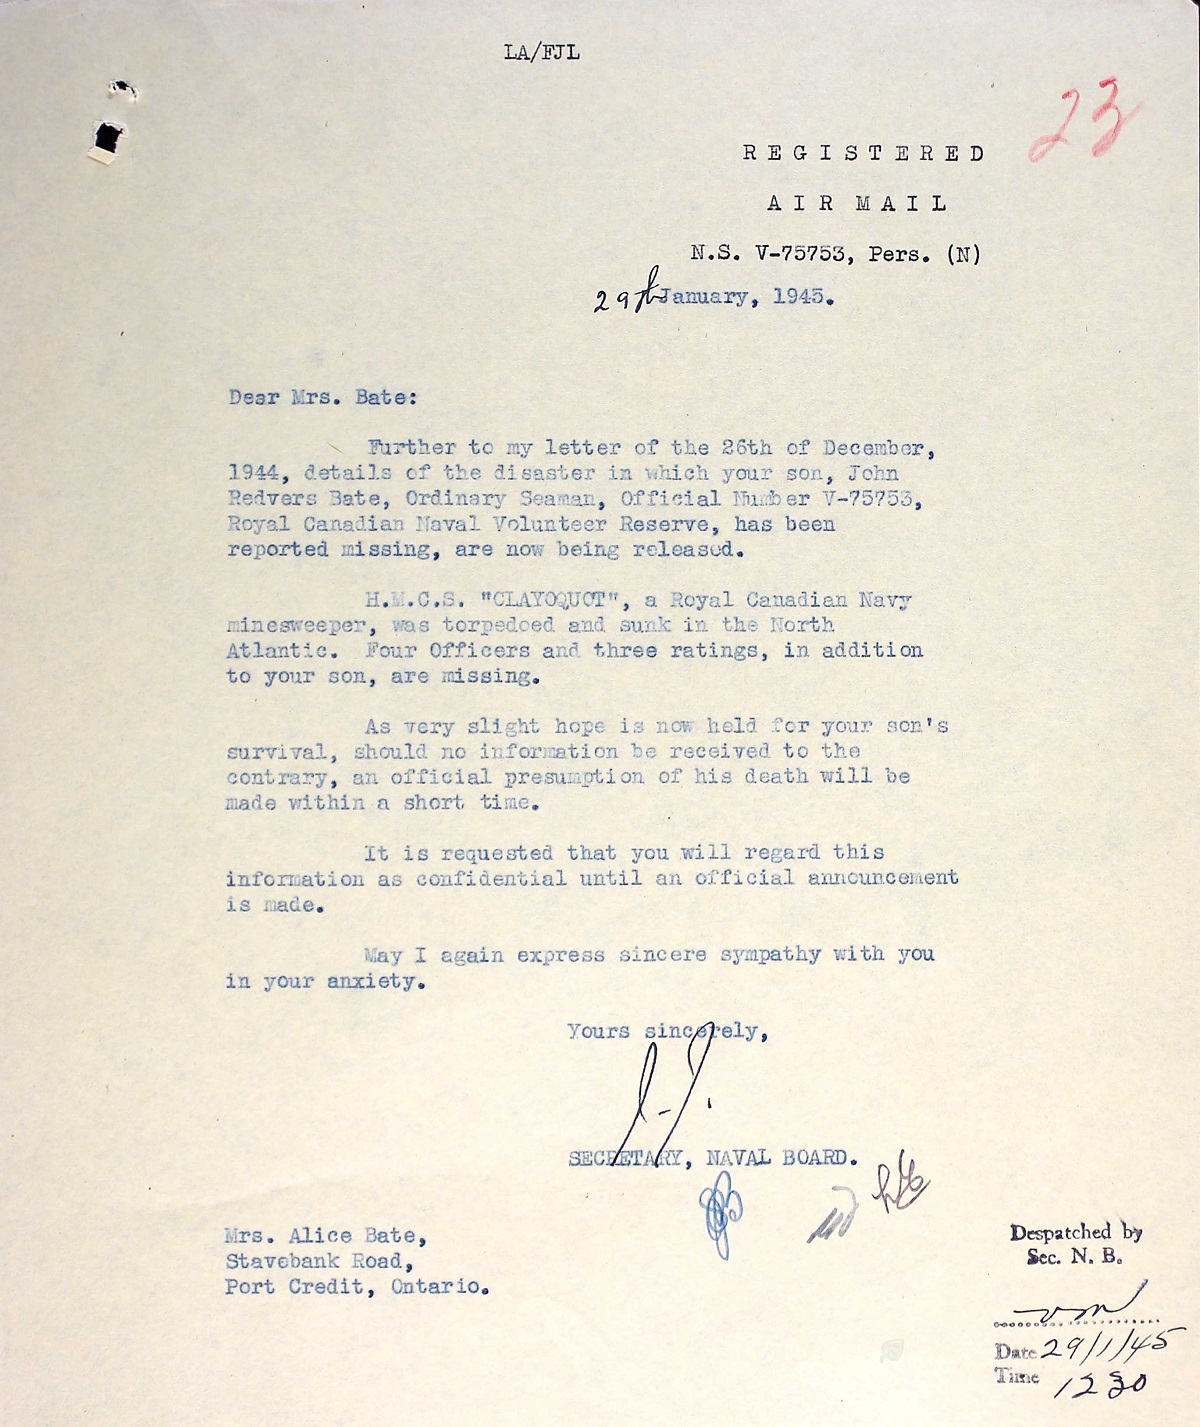 LA/FJL
23
REGISTERED
AIR MAIL
N.S. V-75753, Pers. (N)
29th January, 1945.
Dear Mrs. Bate:
Further to my letter of the 26th of December,
1944, details of the disaster in which your son, John
Redvers Bate, Ordinary Seaman, Official Number V-75753,
Royal Canadian Naval Volunteer Reserve, has been
reported missing, are now being released.
H.M.C.S. "CLAYOQUOT", a Royal Canadian Navy
minesweeper, was torpedoed and sunk in the North
Atlantic. Four Officers and three ratings, in addition
to your son, are missing.
As very slight hope is now held for your son's
survival, should no information be received to the
contrary, an official presumption of his death will be
made within a short time.
It is requested that you will regard this
information as confidential until an official announcement
is made.
May I again express sincere sympathy with you
in your anxiety.
Yours sincerely,
SECRETARY, NAVAL BOARD.
Mrs. Alice Bate,
Stavebank Road,
Port Credit, Ontario.
Despatched by
Sec. N. B.
Date 29/1/45
Time 1230